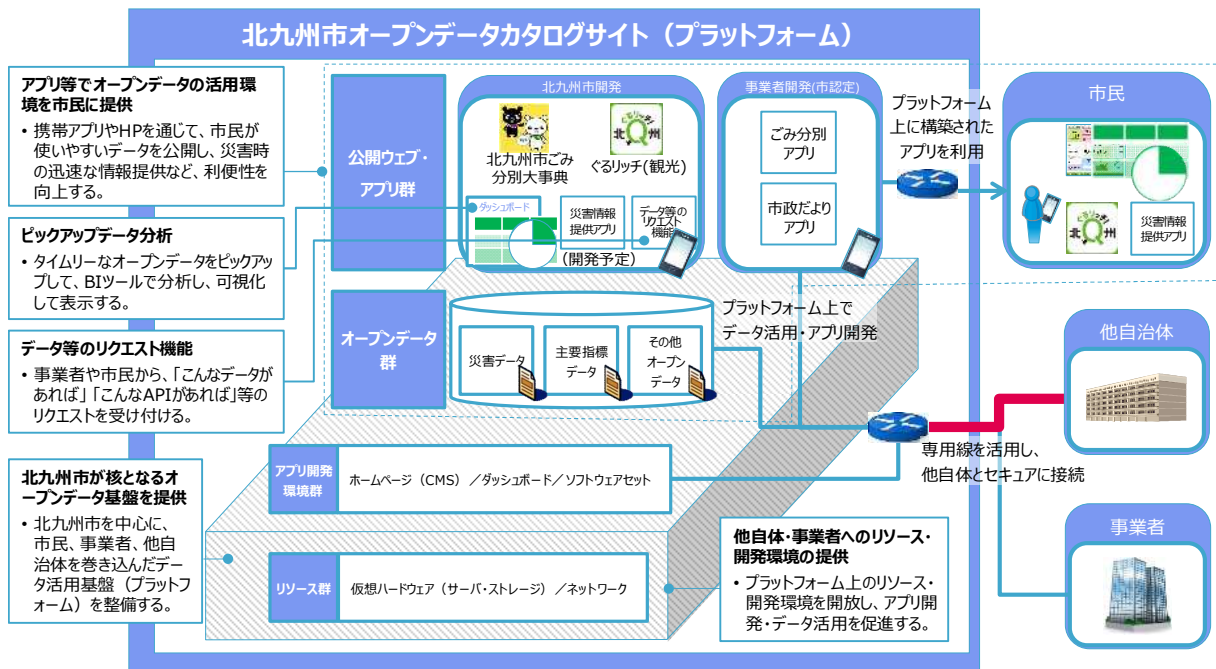 北九州市オープンデータカタログサイト（プラットフォーム）
アプリ等でオープンデータの活用環
境を市民に提供
• 携帯アプリやHPを通じて、市民が
使いやすいデータを公開し、災害時
の迅速な情報提供など、利便性を
向上する。
ピックアップデータ分析
• タイムリーなオープンデータをピックアッ
プして、BIツールで分析し、可視化
して表示する。
データ等のリクエスト機能
• 事業者や市民から、「こんなデータが
あれば」「こんなAPIがあれば」等の
リクエストを受け付ける。
北九州市が核となるオ
ープンデータ基盤を提供
• 北九州市を中心に、
市民、事業者、他自
治体を巻き込んだデー
タ活用基盤（プラットフ
ォーム）を整備する。
公開ウェブ・
アプリ群
北九州市開発
北九州市ごみ
分別大事典
ぐるリッチ!
北Q州
ぐるリッチ(観光)
ダッシュボード
災害情報
提供アプリ
データ等の
リクエスト
機能
(開発予定)
事業者開発(市認定)
ごみ分別
アプリ
市政だより
アプリ
プラットフォーム
上に構築された
アプリを利用
市民
ぐるリッチ!
北Q州
災害情報
提供アプリ
オープンデータ
群
災害データ
主要指標
データ
その他
オープン
データ
プラットフォーム上で
データ活用・アプリ開発
他自治体
専用線を活用し、
他自体とセキュアに接続
アプリ開発
環境群
ホームページ（CMS）／ダッシュボード／ソフトウェアセット
リソース群
仮想ハードウェア（サーバ・ストレージ）／ネットワーク
他自体・事業者へのリソース・
開発環境の提供
• プラットフォーム上のリソース・
開発環境を開放し、アプリ開
発・データ活用を促進する。
事業者